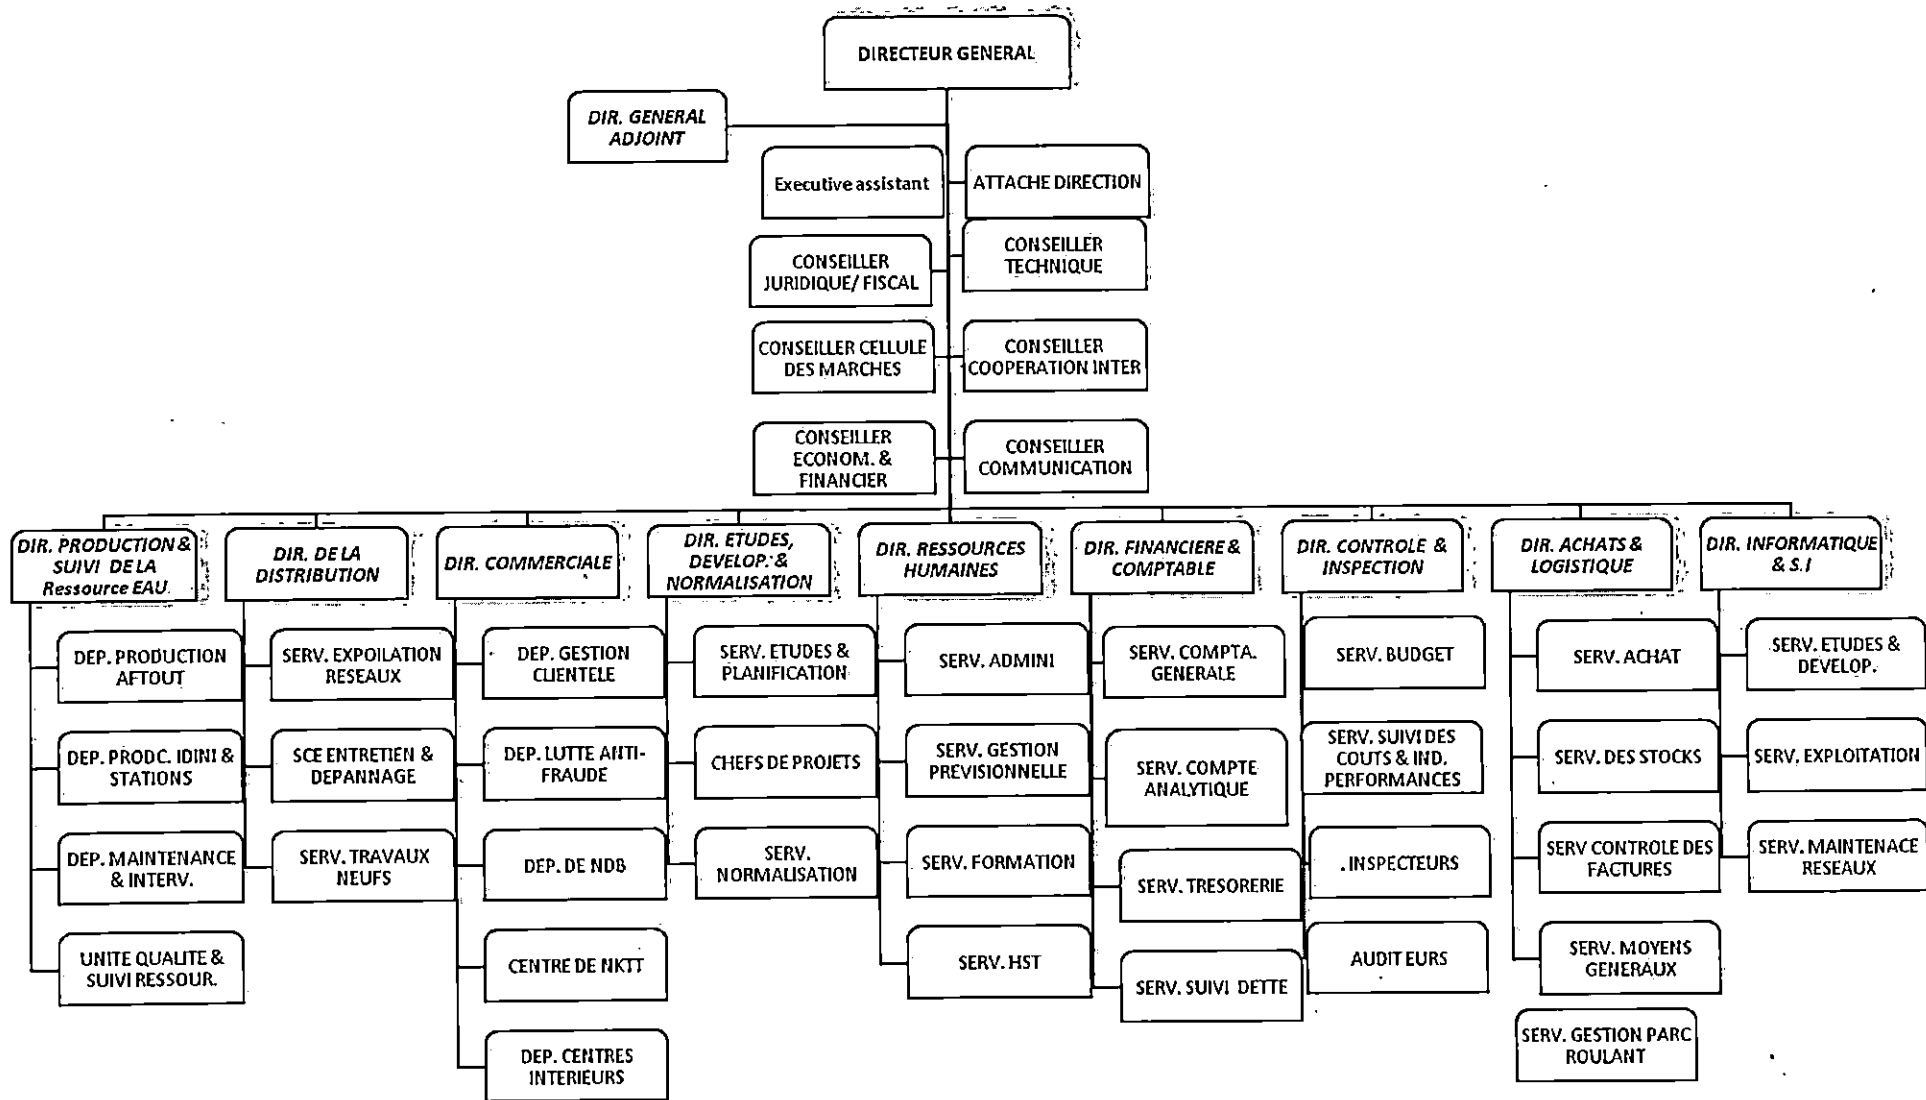 DIRECTEUR GENERAL
DIR. GENERAL
ADJOINT
Executive assistant
ATTACHE DIRECTION
CONSEILLER
JURIDIQUE/ FISCAL
CONSEILLER
TECHNIQUE
CONSEILLER CELLULE
DES MARCHES
CONSEILLER
COOPERATION INTER
CONSEILLER
ECONOM. &
FINANCIER
CONSEILLER
COMMUNICATION
DIR. PRODUCTION &
SUIVI DE LA
Ressource EAU.
DIR. DE LA
DISTRIBUTION
DIR. COMMERCIALE
DIR. ETUDES,
DEVELOP. &
NORMALISATION
DIR. RESSOURCES
HUMAINES
DIR. FINANCIERE &
COMPTABLE
DIR. CONTROLE &
INSPECTION
DIR. ACHATS &
LOGISTIQUE
DIR. INFORMATIQUE
& S.I
DEP. PRODUCTION
AFTOUT
SERV. EXPOILATION
RESEAUX
DEP. GESTION
CLIENTELE
SERV. ETUDES &
PLANIFICATION
SERV. ADMINI
SERV. COMPTA.
GENERALE
SERV. BUDGET
SERV. ACHAT
SERV. ETUDES &
DEVELOP.
DEP. PRODC. IDINI &
STATIONS
SCE ENTRETIEN &
DEPANNAGE
DEP. LUTTE ANTI-
FRAUDE
CHEFS DE PROJETS
SERV. GESTION
PREVISIONNELLE
SERV. COMPTE
ANALYTIQUE
SERV. SUIVI DES
COUTS & IND.
PERFORMANCES
SERV. DES STOCKS
SERV. EXPLOITATION
DEP. MAINTENANCE
& INTERV.
SERV. TRAVAUX
NEUFS
DEP. DE NDB
SERV.
NORMALISATION
SERV. FORMATION
SERV. TRESORERIE
. INSPECTEURS
SERV CONTROLE DES
FACTURES
SERV. MAINTENACE
RESEAUX
UNITE QUALITE &
SUIVI RESSOUR.
CENTRE DE NKTT
SERV. HST
SERV. SUIVI DETTE
AUDITEURS
SERV. MOYENS
GENERAUX
DEP. CENTRES
INTERIEURS
SERV. GESTION PARC
ROULANT